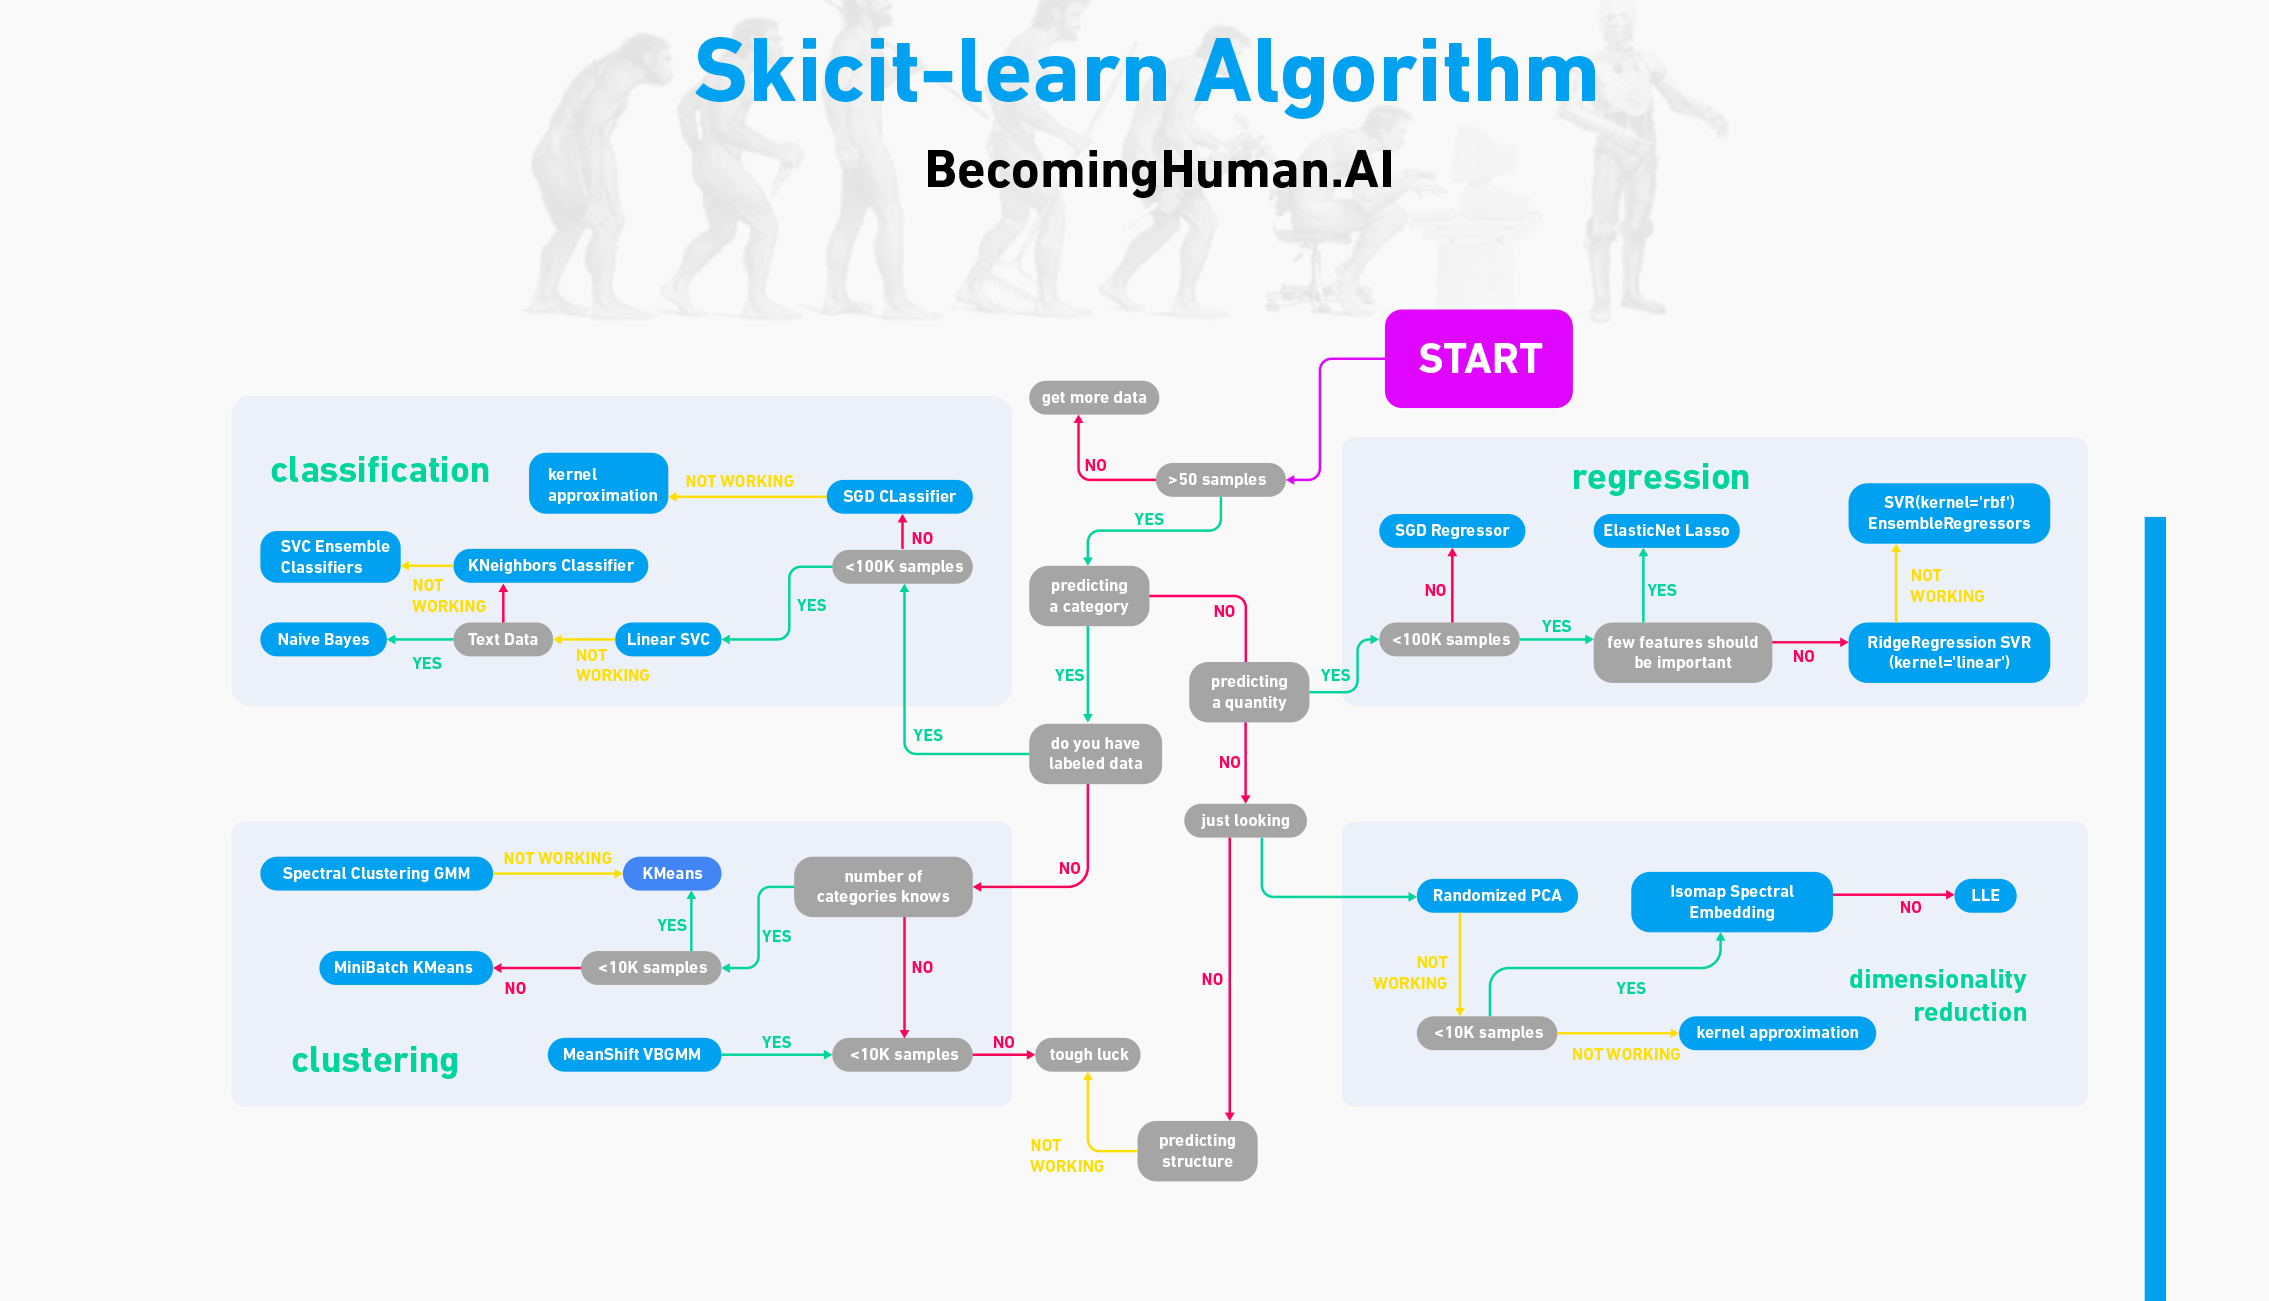 Skicit-learn Algorithm
BecomingHuman.AI
START
get more data
NO
>50 samples
YES
predicting
a category
NO
YES
do you have
labeled data
YES
NO
predicting
a quantity
YES
NO
just looking
NO
predicting
structure
NOT
WORKING
tough luck
classification
kernel
approximation
NOT WORKING
SGD CLassifier
NO
<100K samples
YES
SVC Ensemble
Classifiers
KNeighbors Classifier
NOT
WORKING
Naive Bayes
YES
Text Data
NOT
WORKING
Linear SVC
regression
SGD Regressor
NO
<100K samples
YES
ElasticNet Lasso
YES
few features should
be important
NO
SVR(kernel='rbf')
EnsembleRegressors
NOT
WORKING
RidgeRegression SVR
(kernel='linear')
clustering
Spectral Clustering GMM
NOT WORKING
KMeans
YES
number of
categories knows
YES
NO
MiniBatch KMeans
NO
<10K samples
MeanShift VBGMM
YES
<10K samples
NO
dimensionality
reduction
Randomized PCA
NOT
WORKING
<10K samples
YES
Isomap Spectral
Embedding
NO
LLE
NOT WORKING
kernel approximation